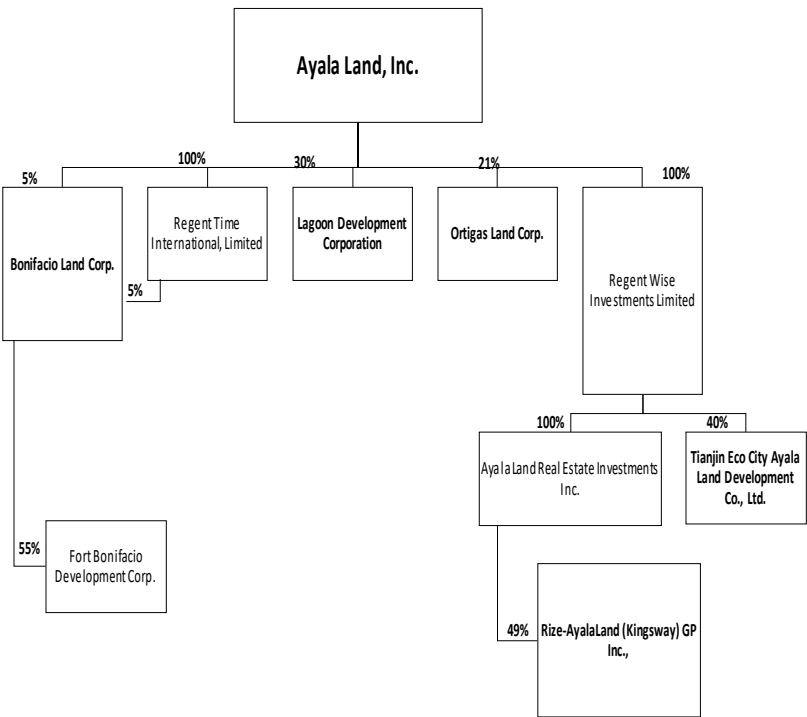 Ayala Land, Inc.
5%
100%
30%
21%
100%
Bonifacio Land Corp.
Regent Time
International, Limited
Lagoon Development
Corporation
Ortigas Land Corp.
Regent Wise
Investments Limited
5%
100%
40%
Ayala Land Real Estate Investments
Inc.
Tianjin Eco City Ayala
Land Development
Co., Ltd.
55%
Fort Bonifacio
Development Corp.
49%
Rize-AyalaLand (Kingsway) GP
Inc.,